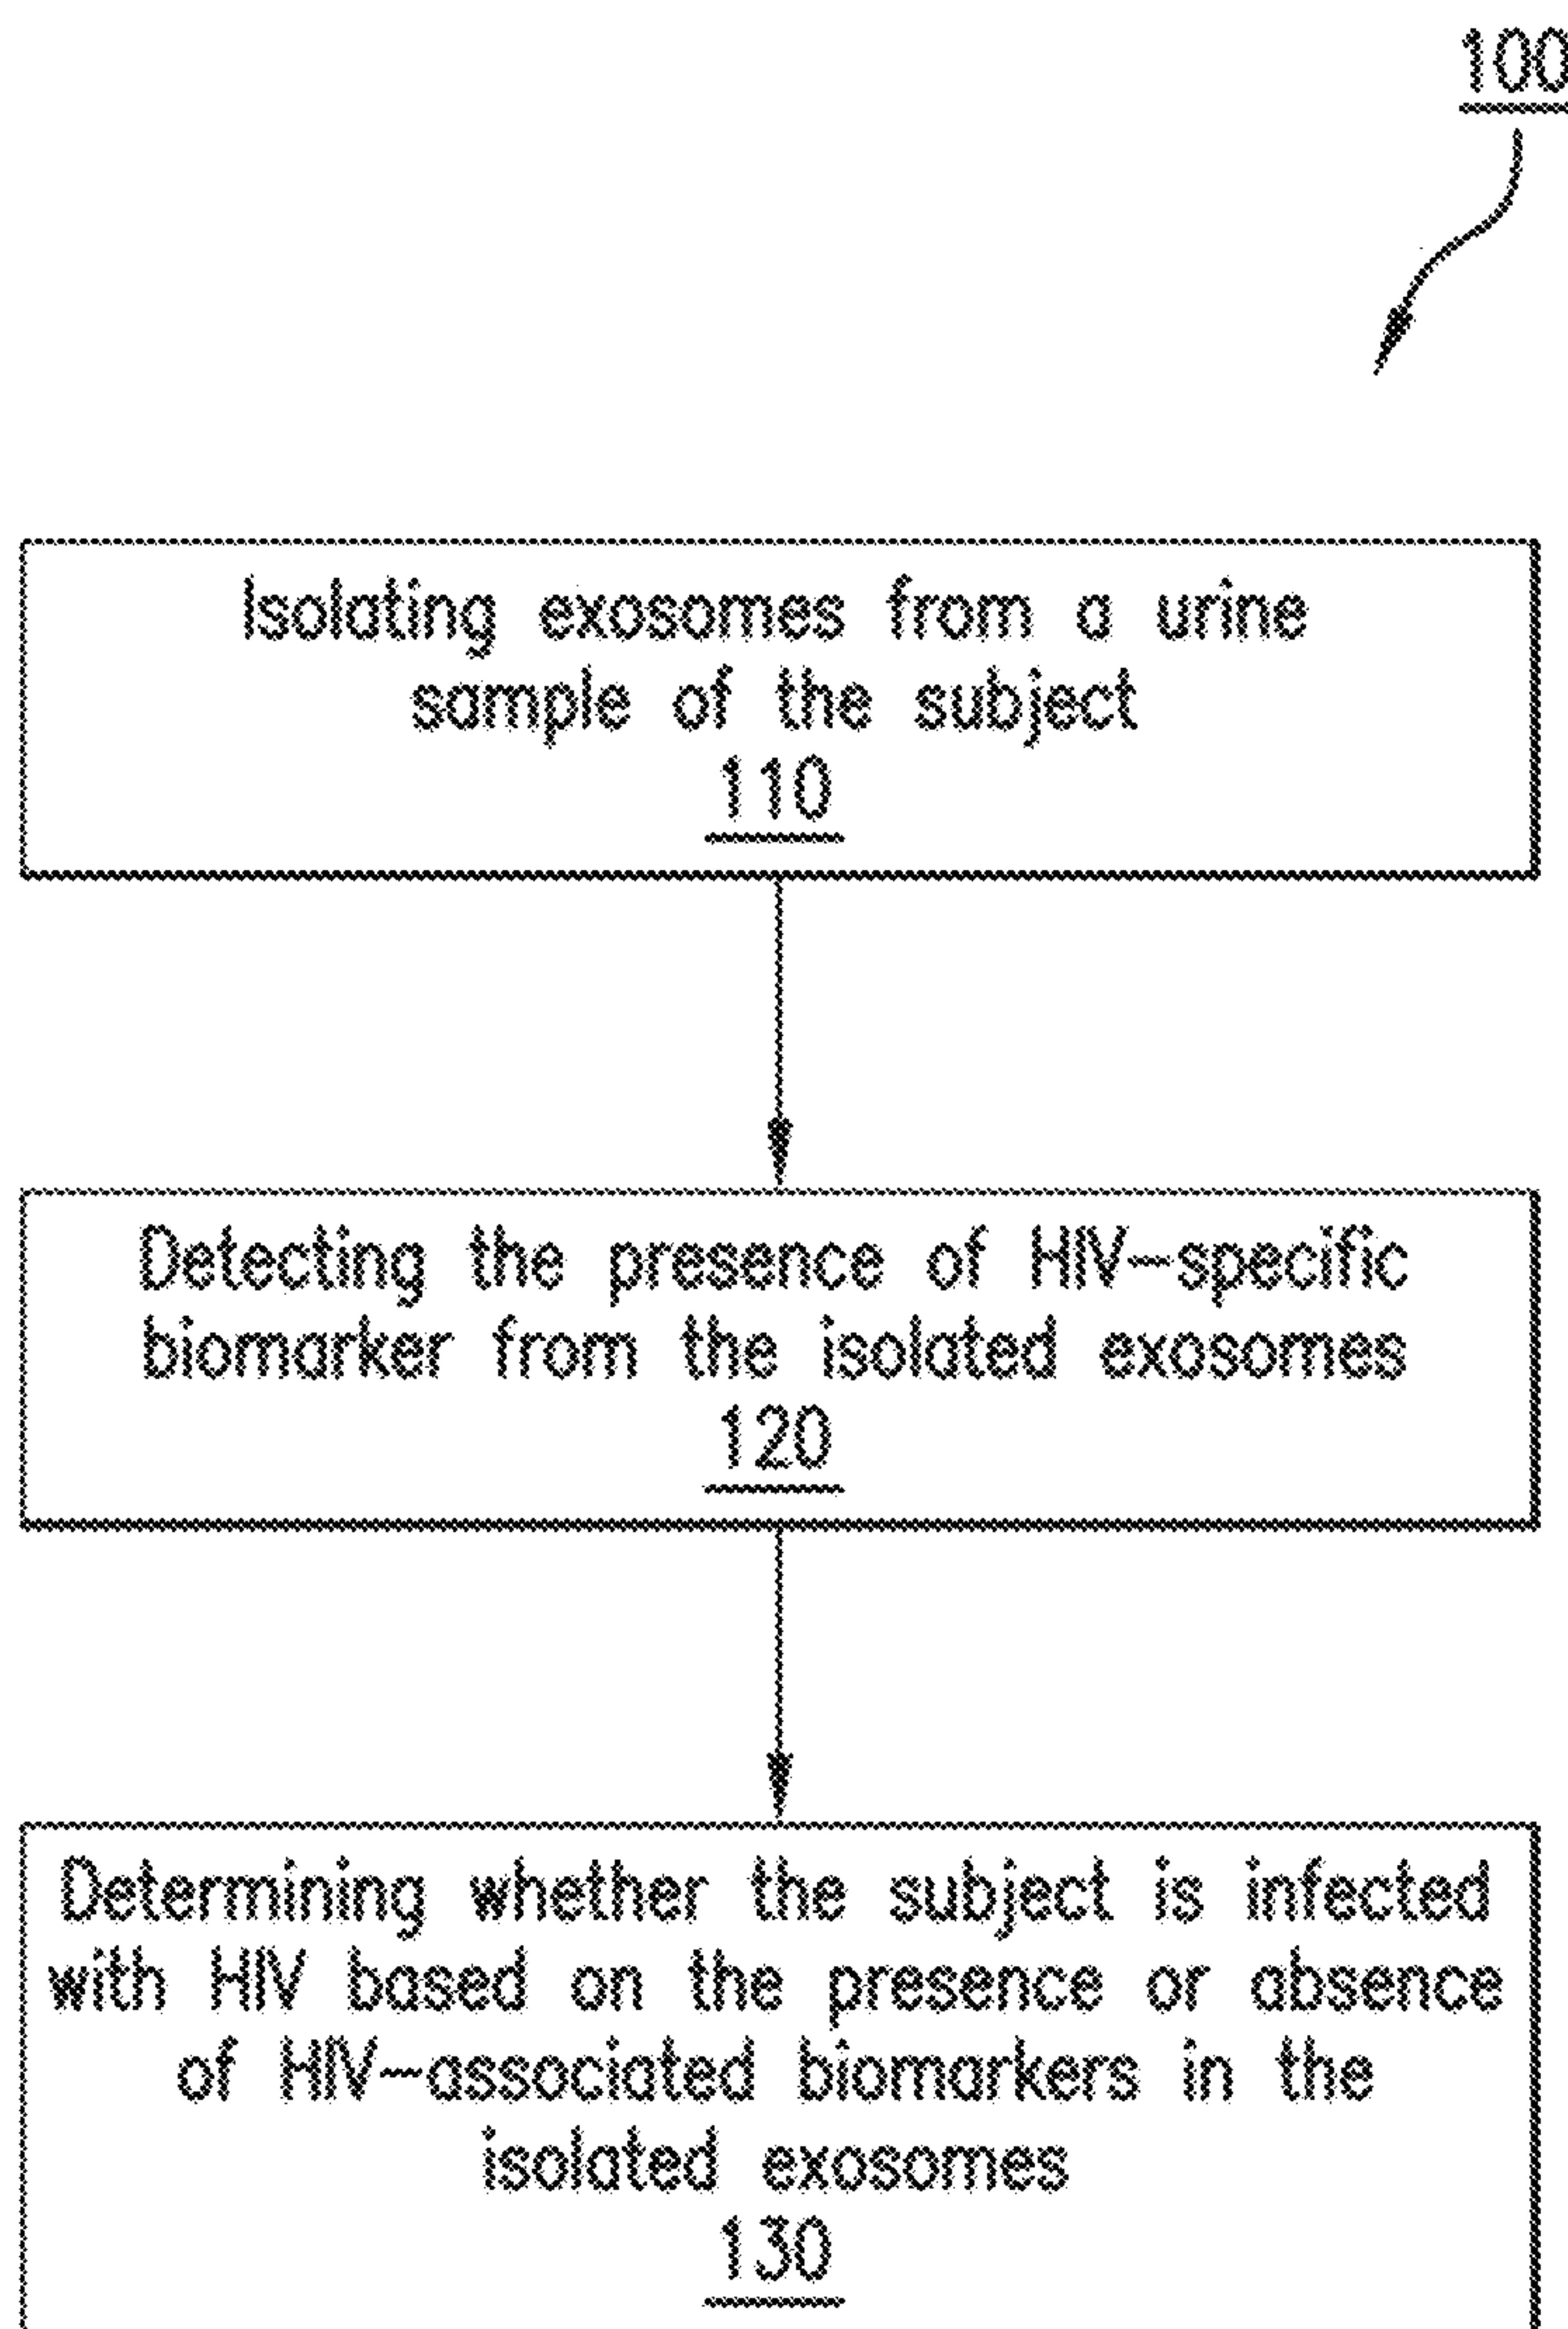 100
Isolating exosomes from a urine
sample of the subject
110
Detecting the presence of HIV-specific
biomarker from the isolated exosomes
120
Determining whether the subject is infected
with HIV based on the presence or absence
of HIV-associated biomarkers in the
isolated exosomes
130